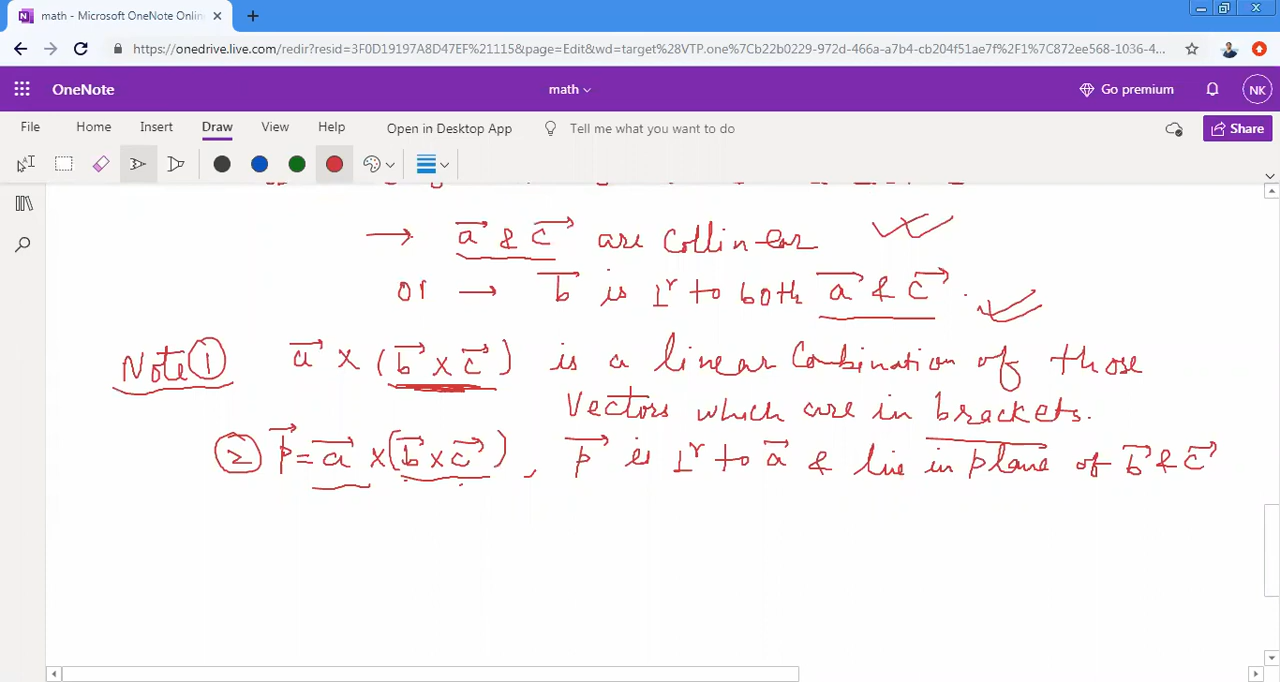 math - Microsoft OneNote Onlin
https://onedrive.live.com/redir?resid=3F0D19197A8D47EF%21115&page=Edit&wd=target%28VTP.one%7Cb22b0229-972d-466a-a7b4-cb204f51ae7f%2F1%7C872ee568-1036-4...
OneNote
math
Go premium
NK
File Home Insert Draw View Help Open in Desktop App Tell me what you want to do
Share
→ a⃗ & c⃗ are collinear
or → b⃗ is ⊥r to both a⃗ & c⃗.
Note ① a⃗ × (b⃗ × c⃗) is a linear Combination of those
Vectors which are in brackets.
② p⃗ = a⃗ × (b⃗ × c⃗), p⃗ is ⊥r to a⃗ & lie in plane of b⃗ & c⃗